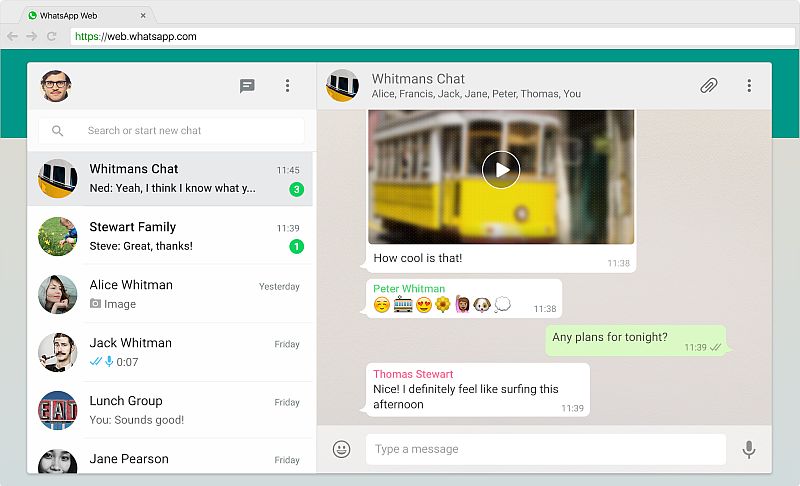 WhatsApp Web
https://web.whatsapp.com
Search or start new chat
Whitmans Chat
11:45
Ned: Yeah, I think I know what y...
3
Stewart Family
11:39
Steve: Great, thanks!
1
Alice Whitman
Yesterday
Image
Jack Whitman
Friday
0:07
Lunch Group
Friday
You: Sounds good!
EAT
Jane Pearson
Friday
Whitmans Chat
Alice, Francis, Jack, Jane, Peter, Thomas, You
How cool is that!
11:38
Peter Whitman
11:38
Any plans for tonight?
11:39
Thomas Stewart
Nice! I definitely feel like surfing this
afternoon
11:39
Type a message